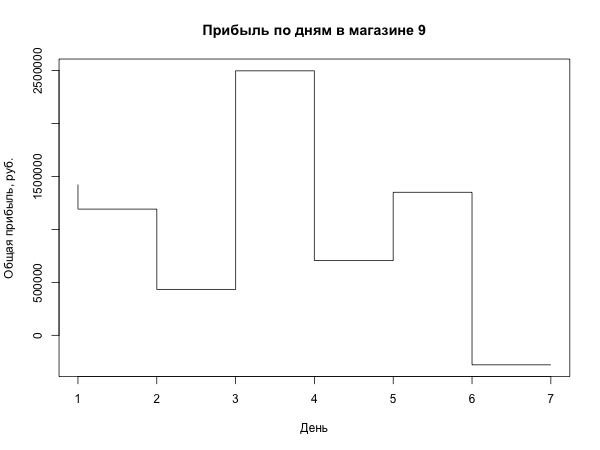 Прибыль по дням в магазине 9
Общая прибыль, руб.
2500000
1500000
500000
0
1 2 3 4 5 6 7
День